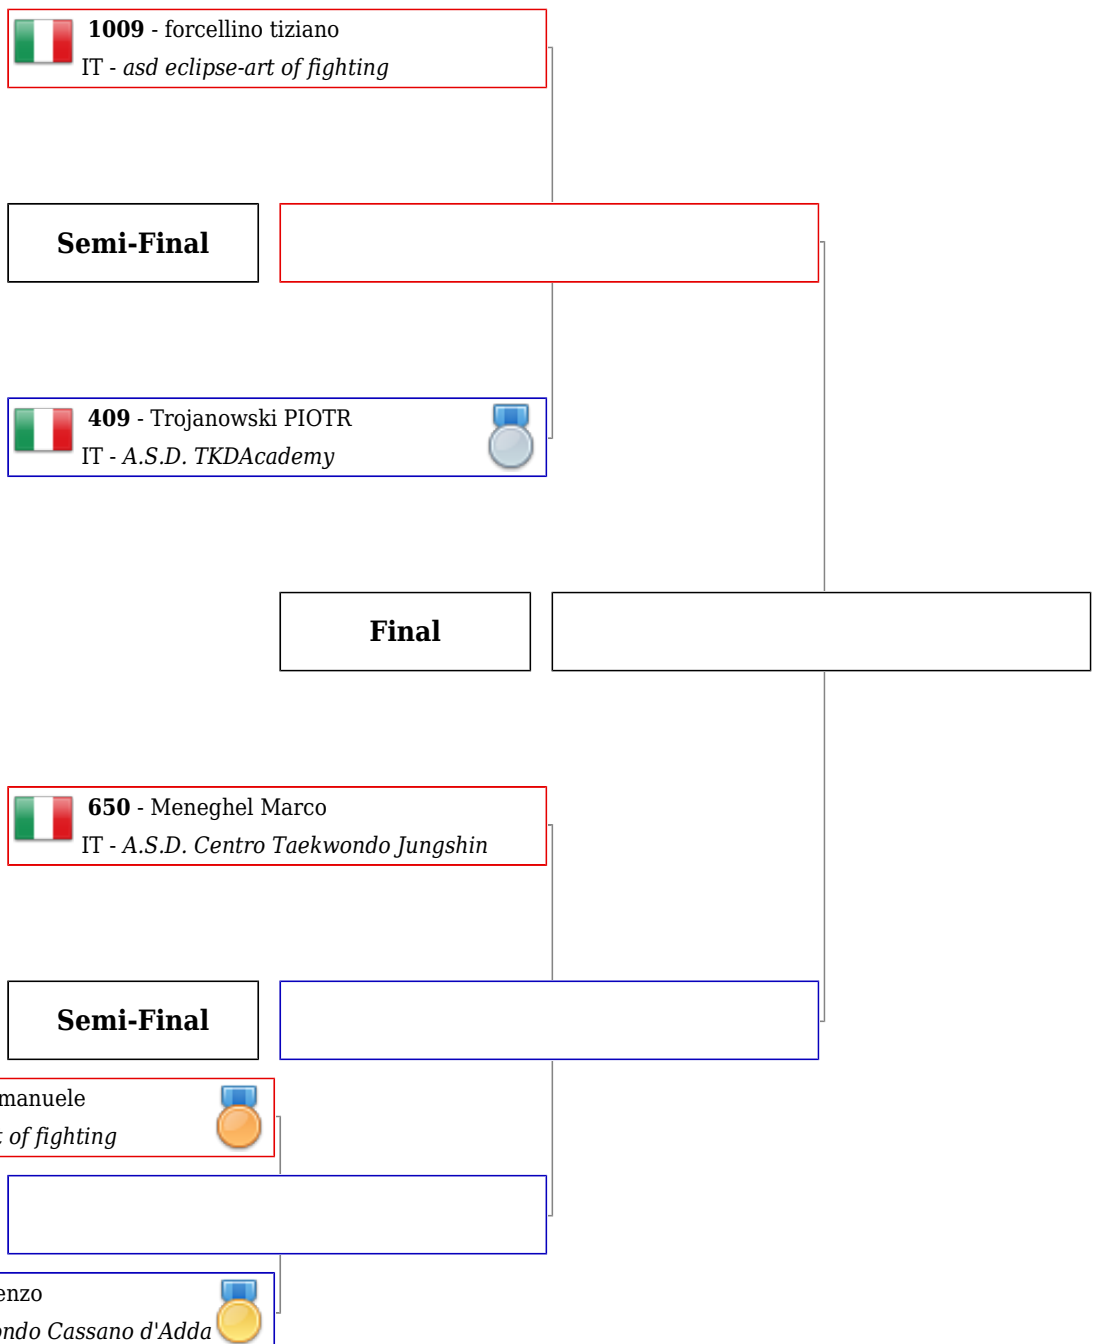 1009 - forcellino tiziano
IT - asd eclipse-art of fighting
Semi-Final
409 - Trojanowski PIOTR
IT - A.S.D. TKDAcademy
Final
650 - Meneghel Marco
IT - A.S.D. Centro Taekwondo Jungshin
Semi-Final
manuele
of fighting
enzo
ondo Cassano d'Adda